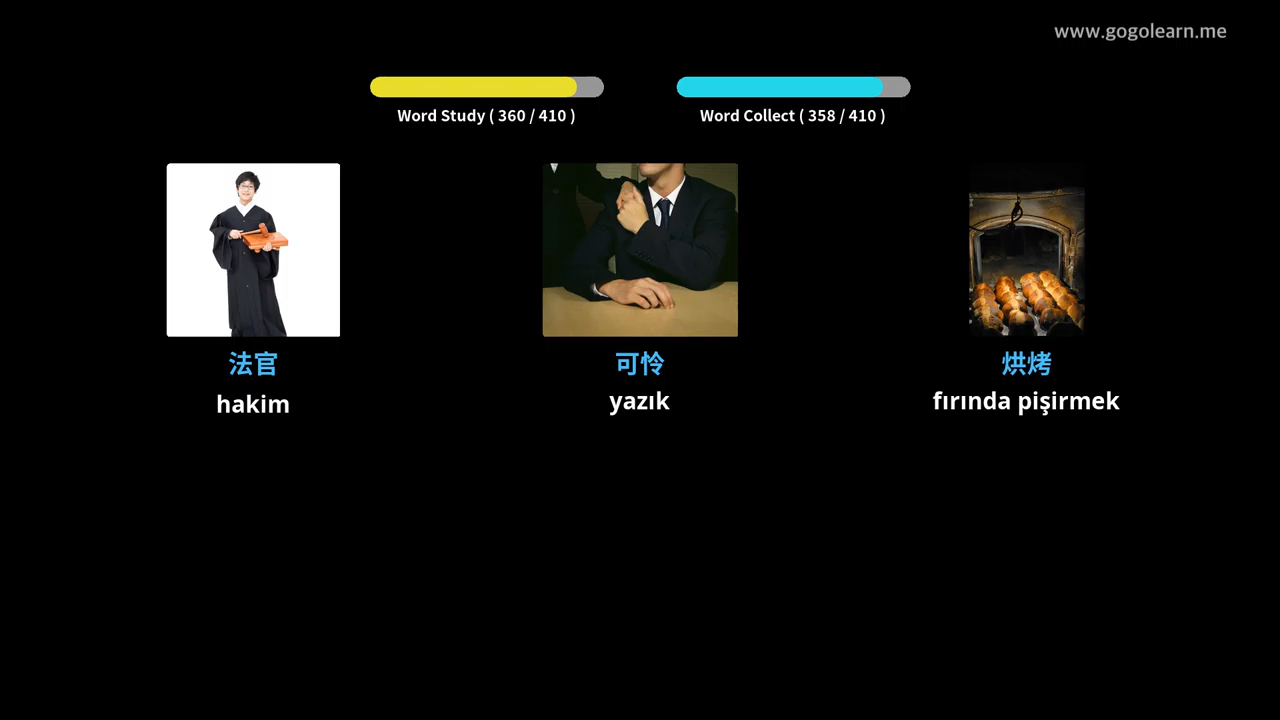 www.gogolearn.me
Word Study ( 360 / 410 )
Word Collect ( 358 / 410 )
法官
hakim
可怜
yazık
烘烤
fırında pişirmek